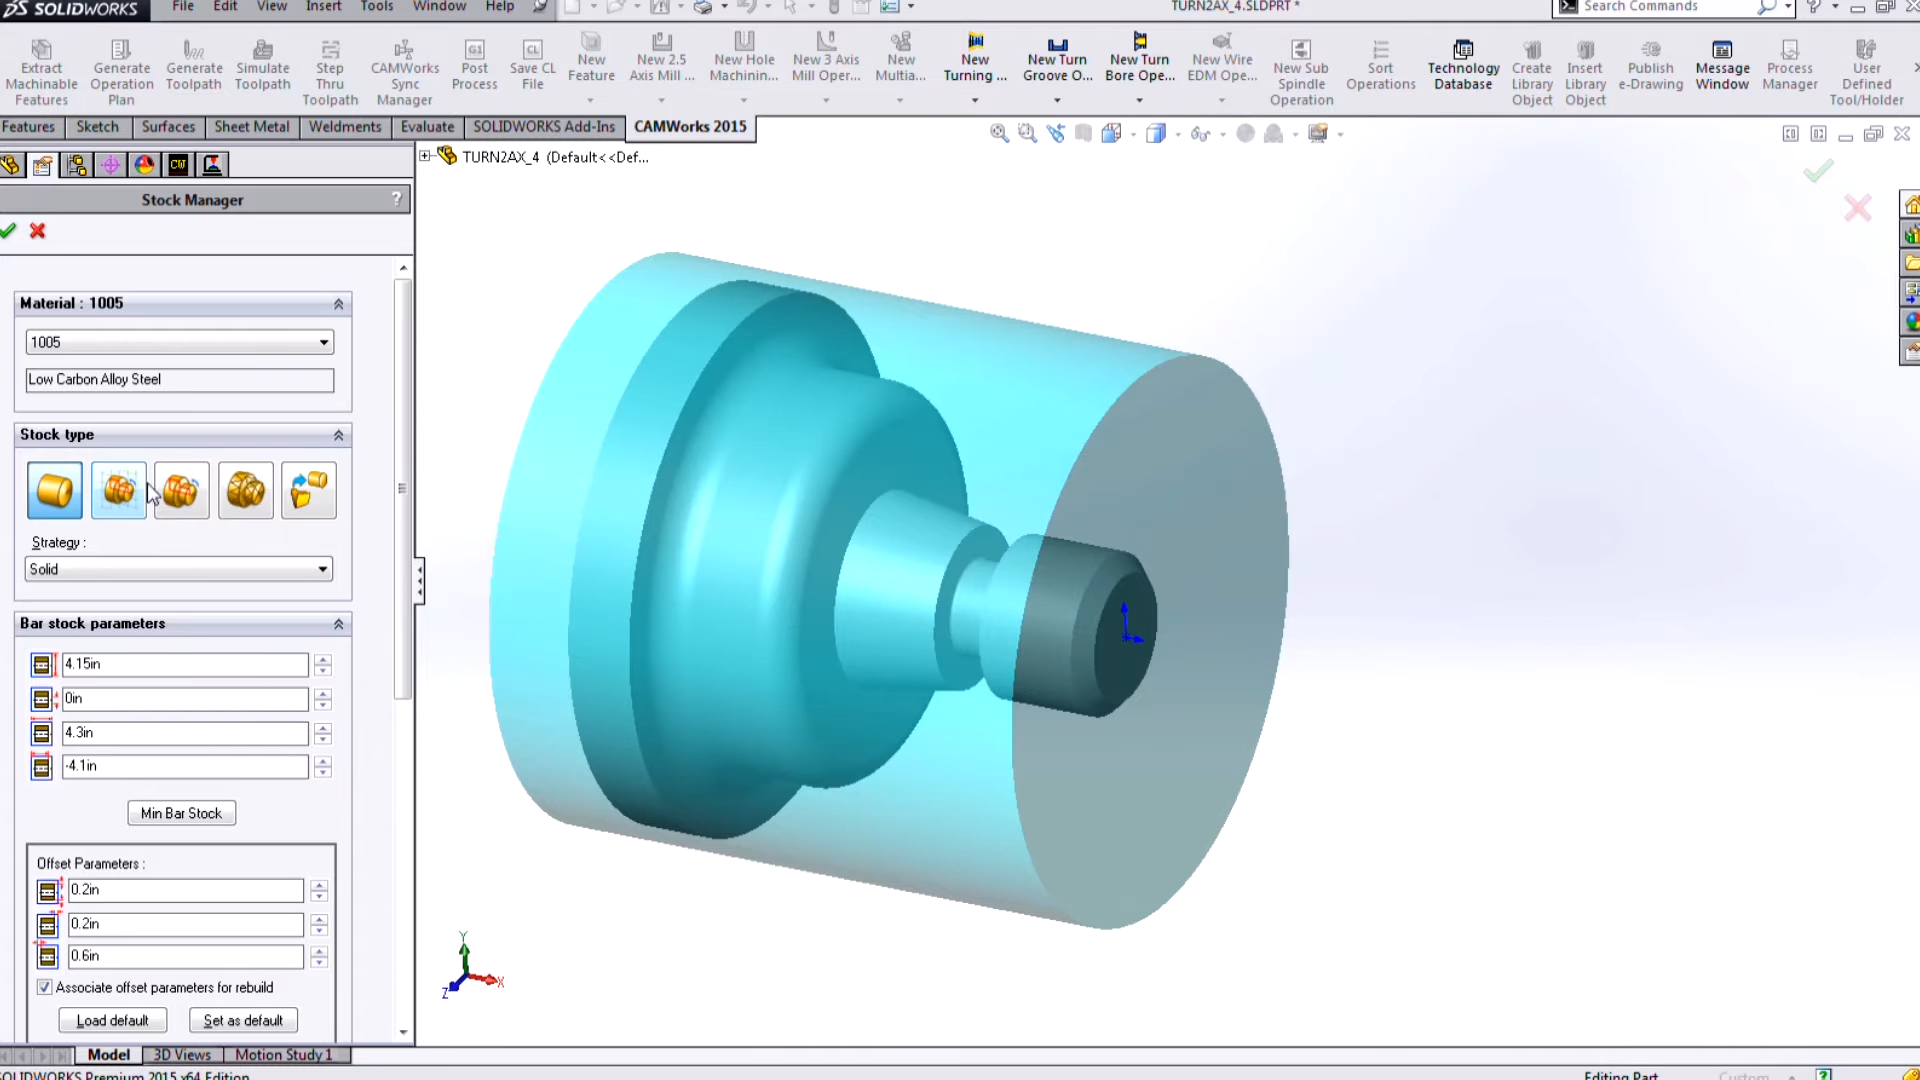 SOLIDWORKS File Edit View Insert Tools Window Help TURN2AX_4.SLDPRT * Search Commands
Extract Machinable Features
Generate Operation Plan
Generate Toolpath
Simulate Toolpath
Step Thru Toolpath
CAMWorks Sync Manager
G1 Post Process
CL Save CL File
New Feature
New 2.5 Axis Mill ...
New Hole Machinin...
New 3 Axis Mill Oper...
New Multia...
New Turning ...
New Turn Groove O...
New Turn Bore Ope...
New Wire EDM Ope...
New Sub Spindle Operation
Sort Operations
Technology Database
Create Library Object
Insert Library Object
Publish e-Drawing
Message Window
Process Manager
User Defined Tool/Holder
Features Sketch Surfaces Sheet Metal Weldments Evaluate SOLIDWORKS Add-Ins CAMWorks 2015
CW
TURN2AX_4 (Default<<Def...
Stock Manager ?
Material : 1005
1005
Low Carbon Alloy Steel
Stock type
Strategy :
Solid
Bar stock parameters
4.15in
0in
4.3in
-4.1in
Min Bar Stock
Offset Parameters :
0.2in
0.2in
0.6in
Associate offset parameters for rebuild
Load default Set as default
Y
X
Z
Model 3D Views Motion Study 1
SOLIDWORKS Premium 2015 x64 Edition Editing Part Custom